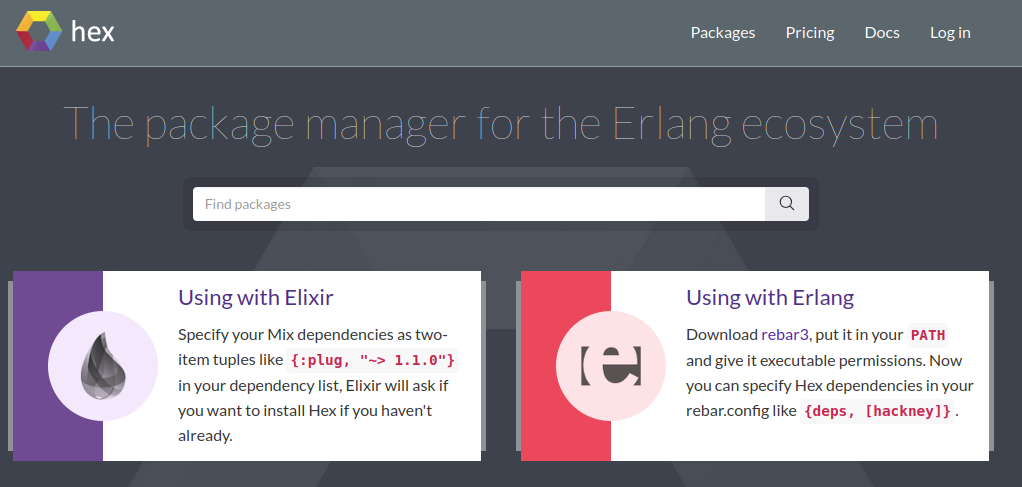 hex
Packages Pricing Docs Log in
The package manager for the Erlang ecosystem
Find packages
Using with Elixir
Specify your Mix dependencies as two-
item tuples like {:plug, "~> 1.1.0"}
in your dependency list, Elixir will ask if
you want to install Hex if you haven't
already.
e
Using with Erlang
Download rebar3, put it in your PATH
and give it executable permissions. Now
you can specify Hex dependencies in your
rebar.config like {deps, [hackney]}.